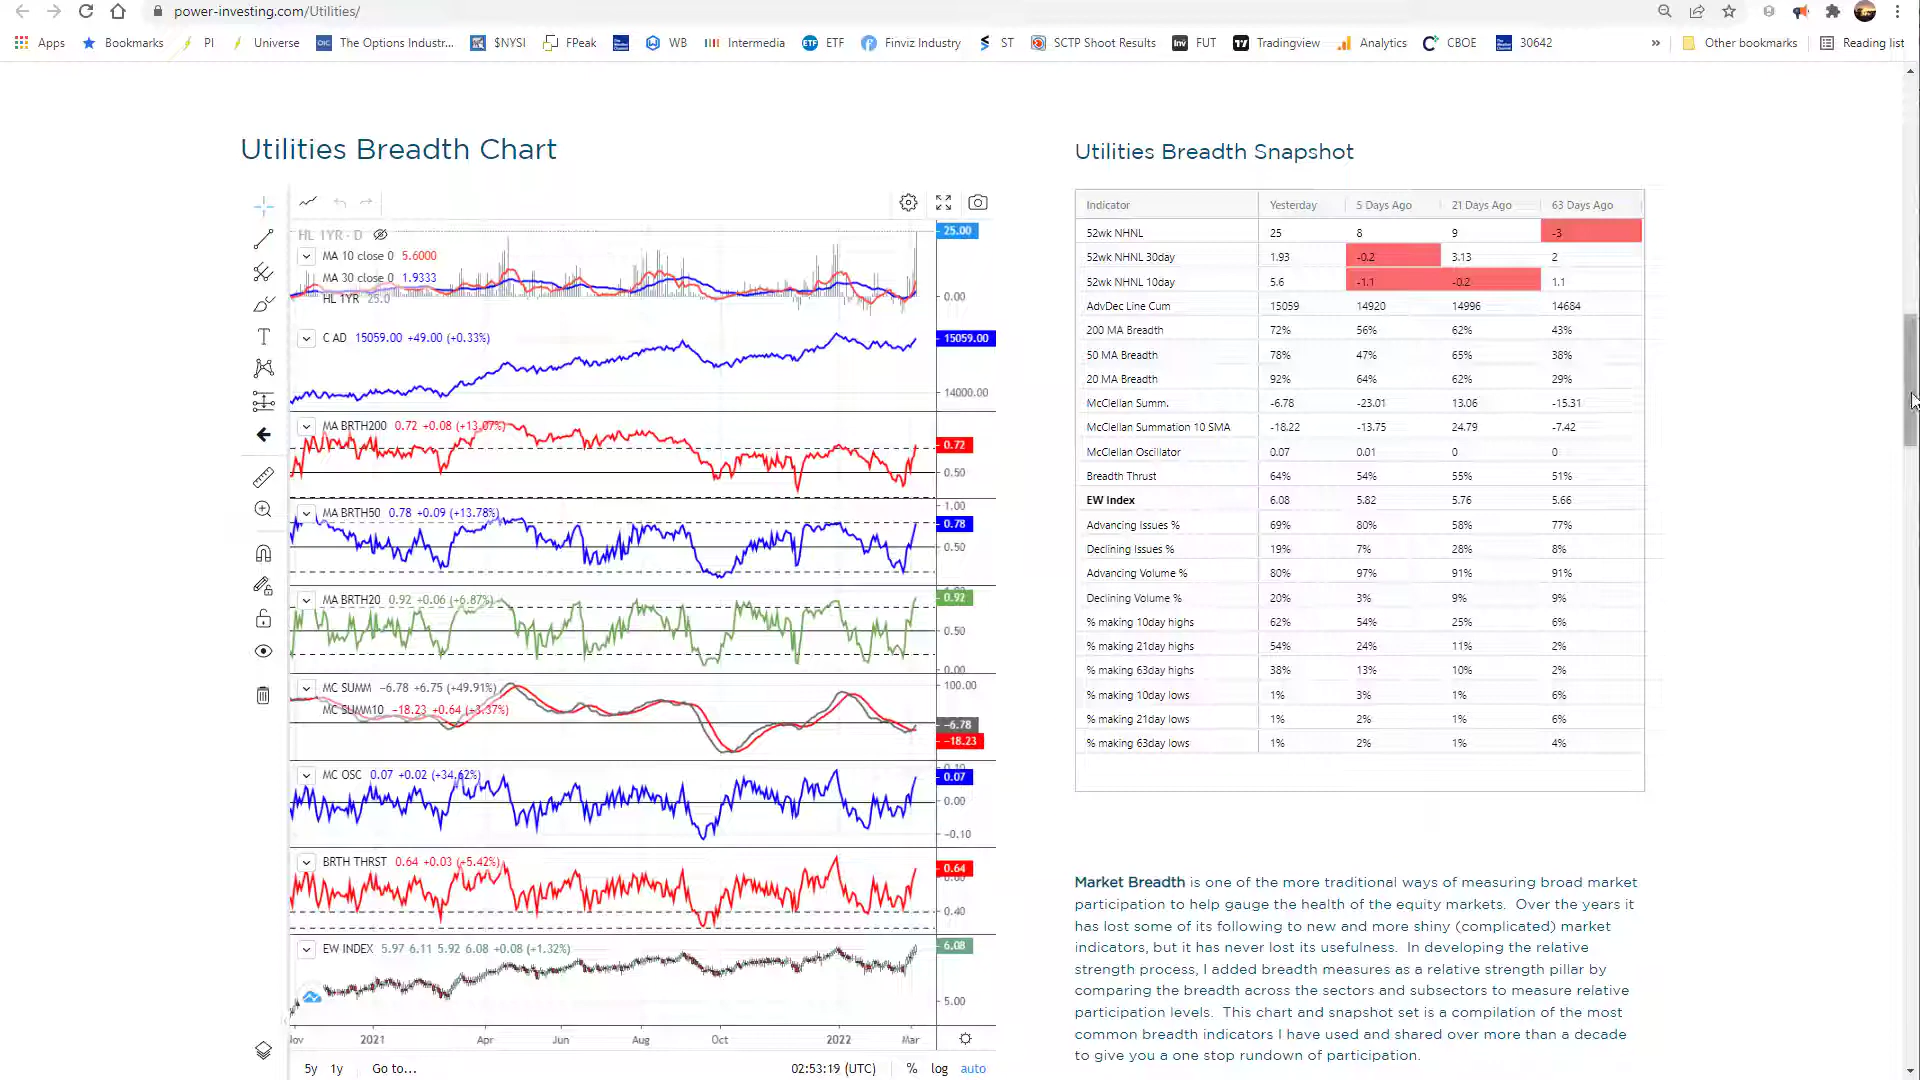 power-investing.com/Utilities/
Apps Bookmarks PI Universe The Options Industr... $NYSI FPeak WB Intermedia ETF Finviz Industry ST SCTP Shoot Results FUT Tradingview Analytics CBOE 30642 » Other bookmarks Reading list
Utilities Breadth Chart
HL 1YR · D
25.00
MA 10 close 0 5.6000
MA 30 close 0 1.9333
HL 1YR 25.0
0.00
C AD 15059.00 +49.00 (+0.33%)
15059.00
14000.00
MA BRTH200 0.72 +0.08 (+13.07%)
0.72
0.50
MA BRTH50 0.78 +0.09 (+13.78%)
1.00
0.78
0.50
MA BRTH20 0.92 +0.06 (+6.87%)
0.92
0.50
0.00
MC SUMM −6.78 +6.75 (+49.91%)
100.00
MC SUMM10 −18.23 +0.64 (+3.37%)
−6.78
−18.23
MC OSC 0.07 +0.02 (+34.62%)
0.10
0.07
0.00
−0.10
BRTH THRST 0.64 +0.03 (+5.42%)
0.64
0.40
EW INDEX 5.97 6.11 5.92 6.08 +0.08 (+1.32%)
6.08
5.00
2021 Apr Jun Aug Oct 2022 Mar
5y 1y Go to... 02:53:19 (UTC) % log auto
Utilities Breadth Snapshot
Indicator Yesterday 5 Days Ago 21 Days Ago 63 Days Ago
52wk NHNL 25 8 9 -3
52wk NHNL 30day 1.93 -0.2 3.13 2
52wk NHNL 10day 5.6 -1.1 -0.2 1.1
AdvDec Line Cum 15059 14920 14996 14684
200 MA Breadth 72% 56% 62% 43%
50 MA Breadth 78% 47% 65% 38%
20 MA Breadth 92% 64% 62% 29%
McClellan Summ. -6.78 -23.01 13.06 -15.31
McClellan Summation 10 SMA -18.22 -13.75 24.79 -7.42
McClellan Oscillator 0.07 0.01 0 0
Breadth Thrust 64% 54% 55% 51%
EW Index 6.08 5.82 5.76 5.66
Advancing Issues % 69% 80% 58% 77%
Declining Issues % 19% 7% 28% 8%
Advancing Volume % 80% 97% 91% 91%
Declining Volume % 20% 3% 9% 9%
% making 10day highs 62% 54% 25% 6%
% making 21day highs 54% 24% 11% 2%
% making 63day highs 38% 13% 10% 2%
% making 10day lows 1% 3% 1% 6%
% making 21day lows 1% 2% 1% 6%
% making 63day lows 1% 2% 1% 4%
Market Breadth is one of the more traditional ways of measuring broad market
participation to help gauge the health of the equity markets. Over the years it
has lost some of its following to new and more shiny (complicated) market
indicators, but it has never lost its usefulness. In developing the relative
strength process, I added breadth measures as a relative strength pillar by
comparing the breadth across the sectors and subsectors to measure relative
participation levels. This chart and snapshot set is a compilation of the most
common breadth indicators I have used and shared over more than a decade
to give you a one stop rundown of participation.